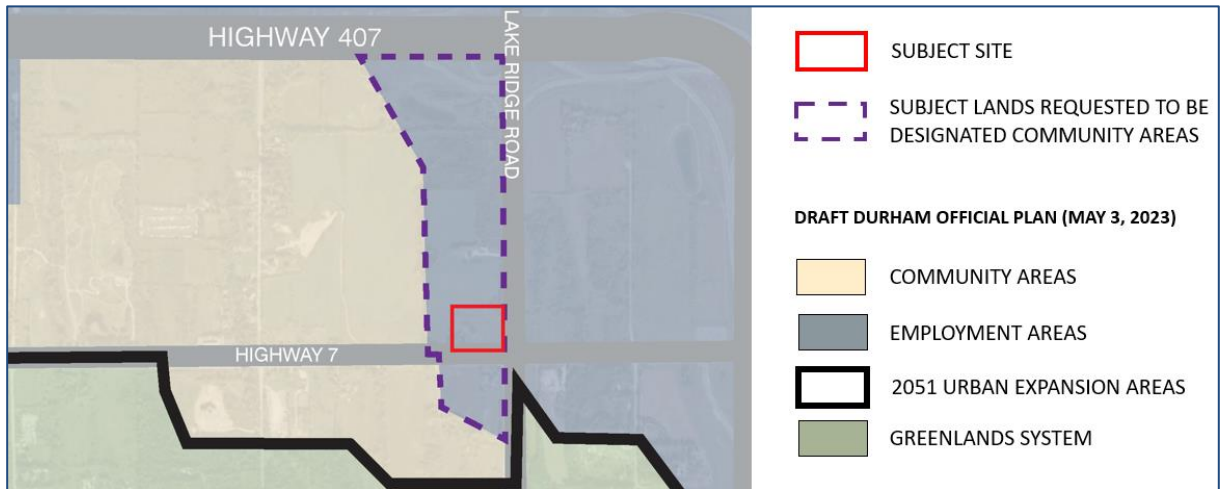 HIGHWAY 407
LAKE RIDGE ROAD
HIGHWAY 7
SUBJECT SITE
SUBJECT LANDS REQUESTED TO BE
DESIGNATED COMMUNITY AREAS
DRAFT DURHAM OFFICIAL PLAN (MAY 3, 2023)
COMMUNITY AREAS
EMPLOYMENT AREAS
2051 URBAN EXPANSION AREAS
GREENLANDS SYSTEM